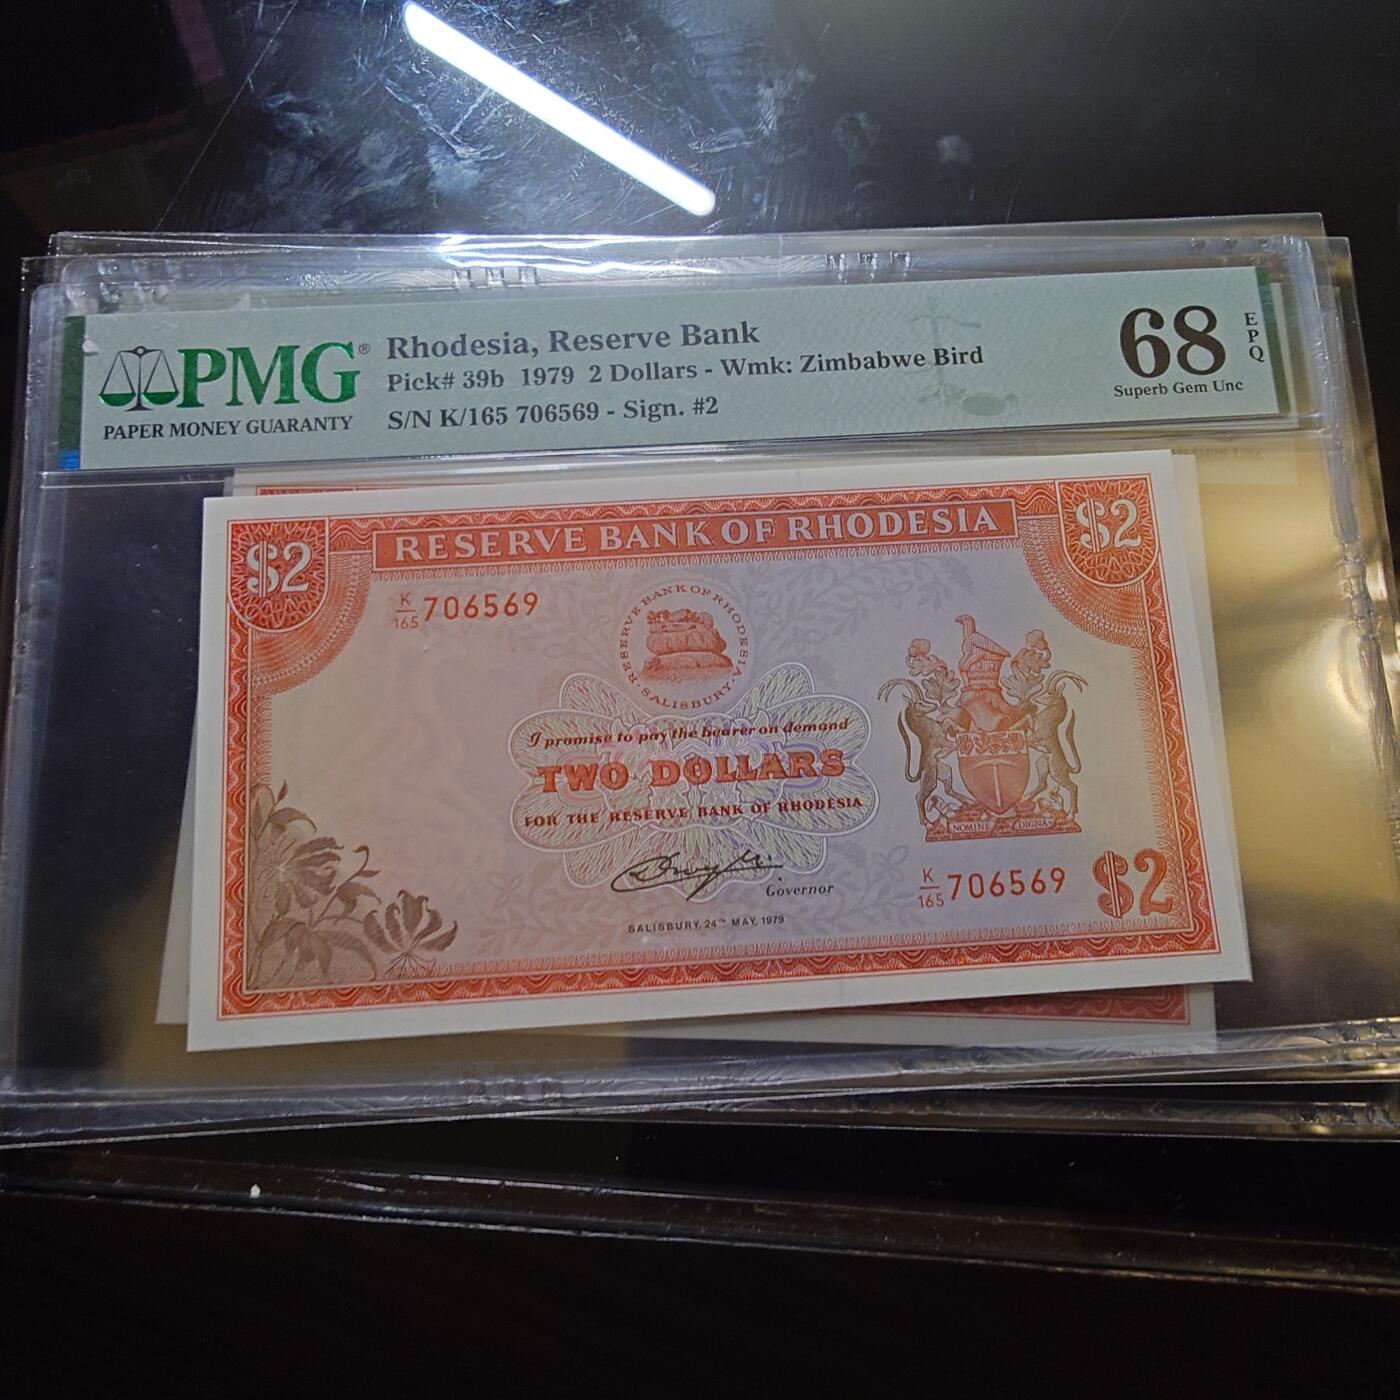 PMG®
PAPER MONEY GUARANTY
Rhodesia, Reserve Bank
Pick# 39b 1979 2 Dollars - Wmk: Zimbabwe Bird
S/N K/165 706569 - Sign. #2
68
EPQ
Superb Gem Unc
$2
RESERVE BANK OF RHODESIA
$2
K/165 706569
RESERVE BANK OF RHODESIA
· SALISBURY ·
I promise to pay the bearer on demand
TWO DOLLARS
FOR THE RESERVE BANK OF RHODESIA
Governor
SALISBURY, 24TH MAY, 1979
NOMINE DIGNA
K/165 706569
$2